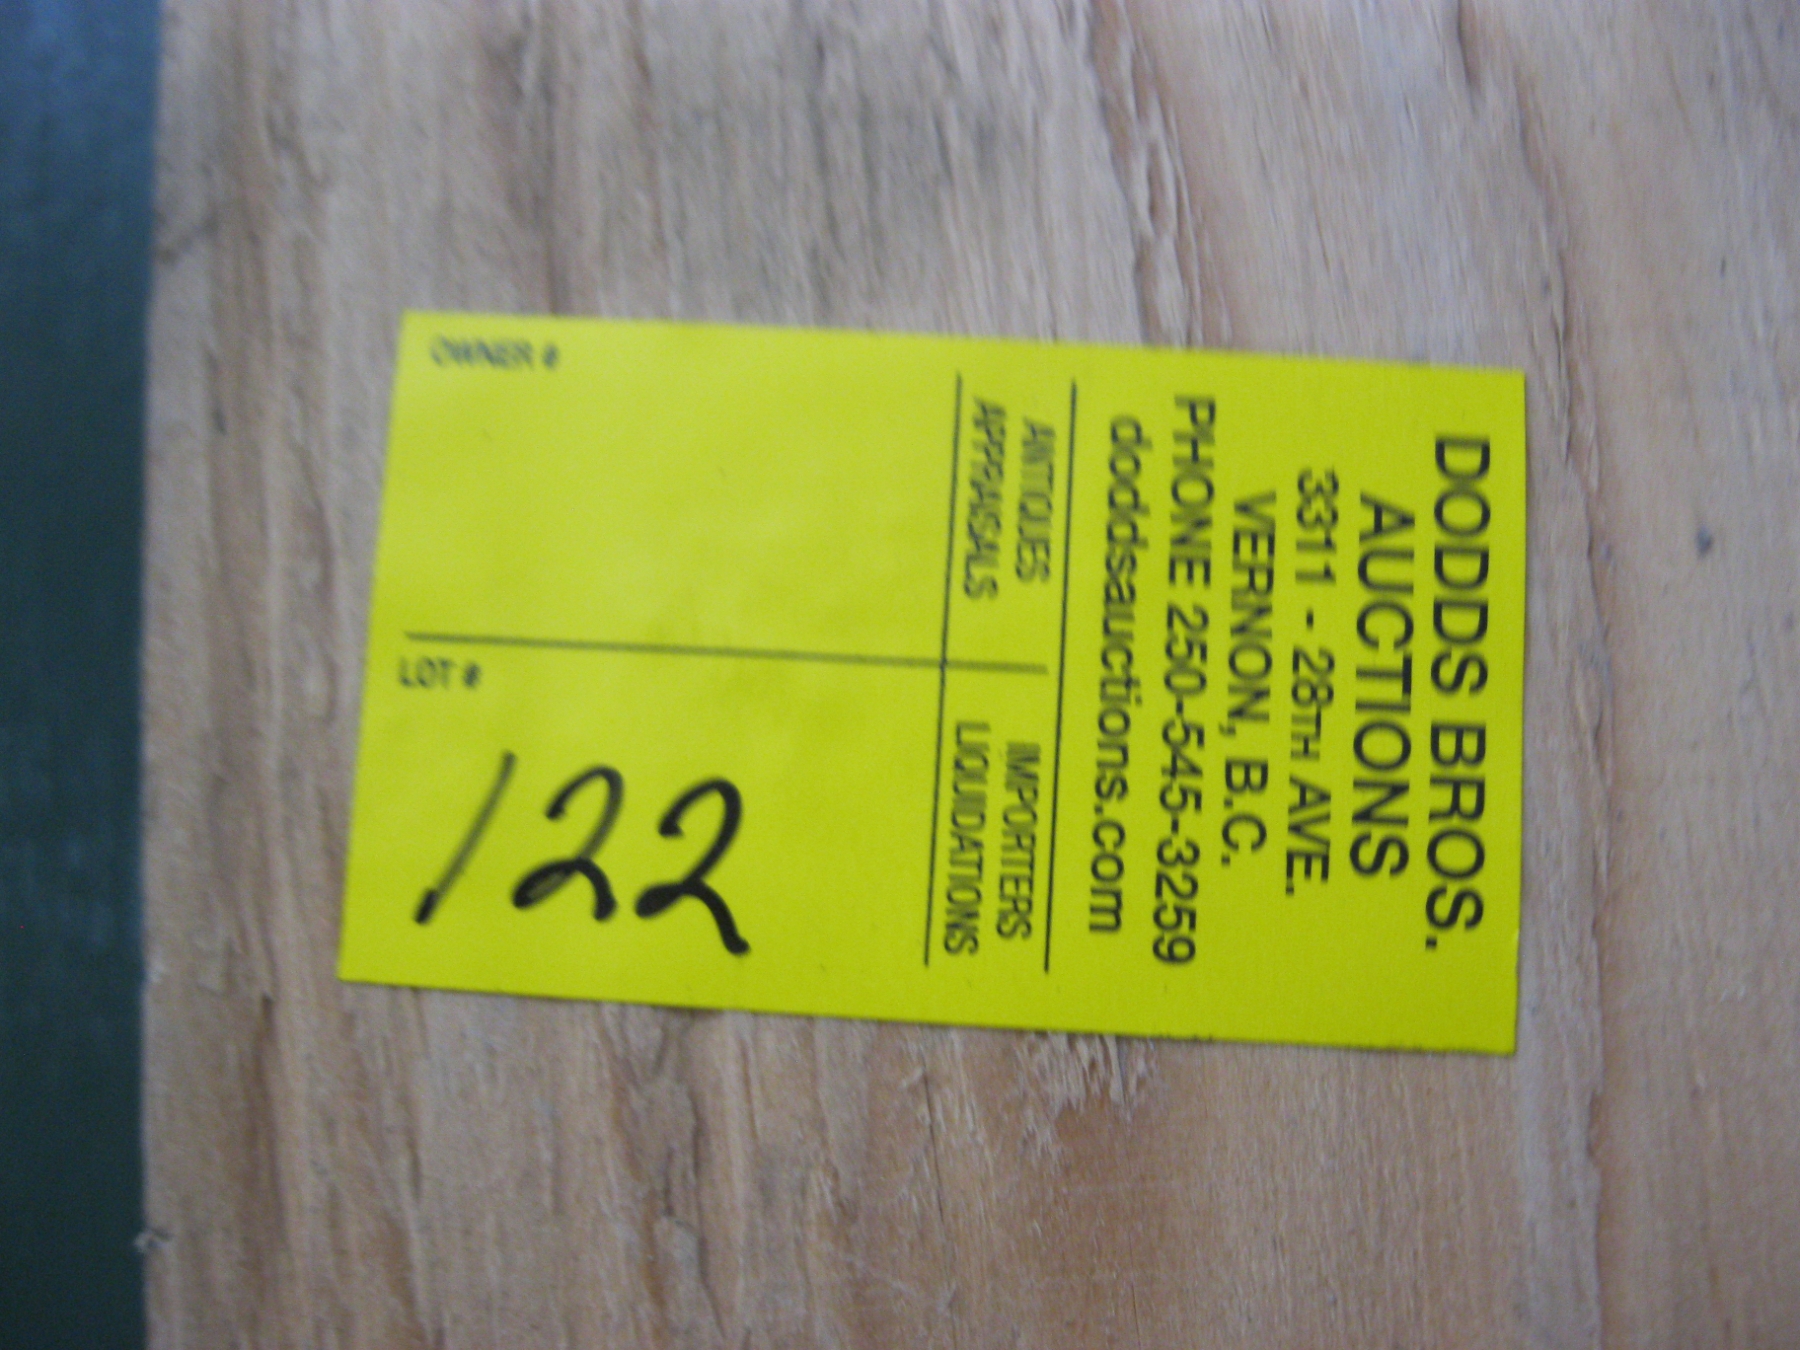 DODDS BROS.
AUCTIONS
3311 - 28TH AVE.
VERNON, B.C.
PHONE 250-545-3259
doddsauctions.com
ANTIQUES IMPORTERS
APPRAISALS LIQUIDATIONS
OWNER # LOT #
122